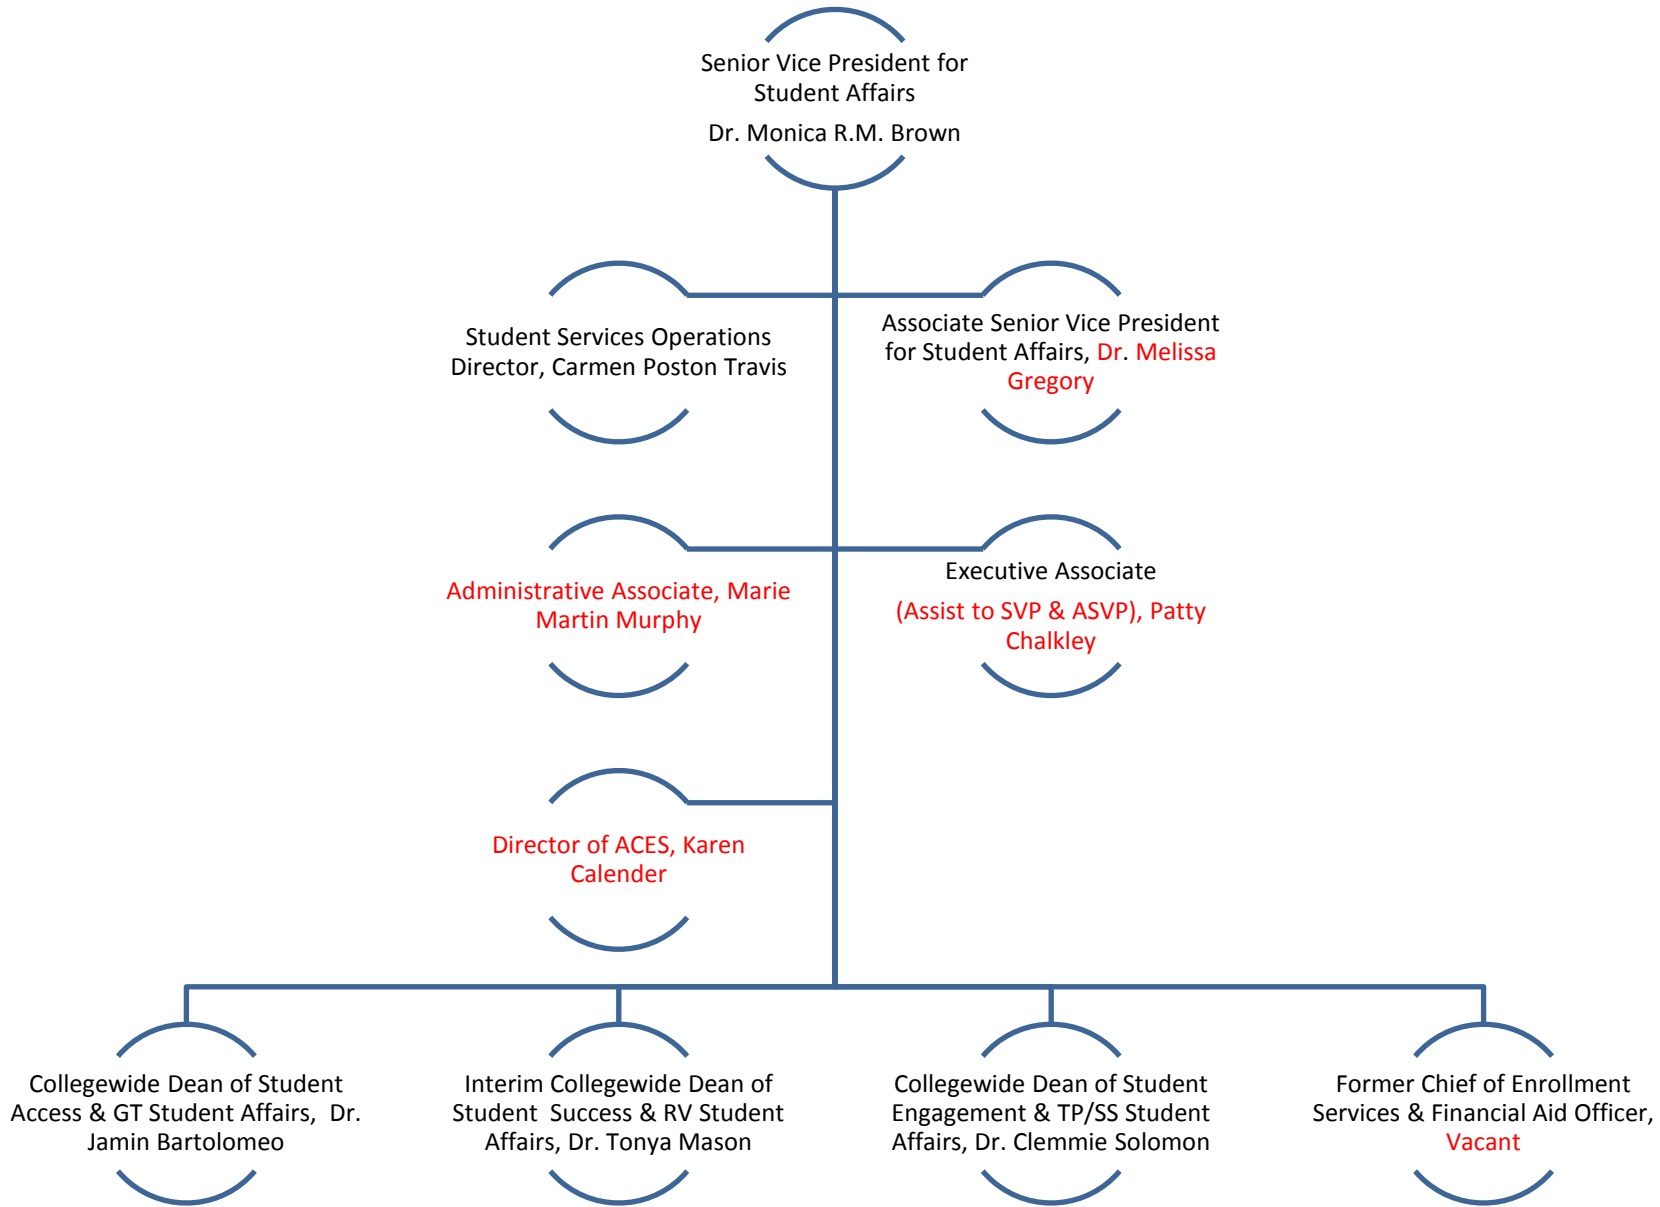 Senior Vice President for
Student Affairs
Dr. Monica R.M. Brown
Student Services Operations
Director, Carmen Poston Travis
Associate Senior Vice President
for Student Affairs, Dr. Melissa
Gregory
Administrative Associate, Marie
Martin Murphy
Executive Associate
(Assist to SVP & ASVP), Patty
Chalkley
Director of ACES, Karen
Calender
Collegewide Dean of Student
Access & GT Student Affairs, Dr.
Jamin Bartolomeo
Interim Collegewide Dean of
Student Success & RV Student
Affairs, Dr. Tonya Mason
Collegewide Dean of Student
Engagement & TP/SS Student
Affairs, Dr. Clemmie Solomon
Former Chief of Enrollment
Services & Financial Aid Officer,
Vacant